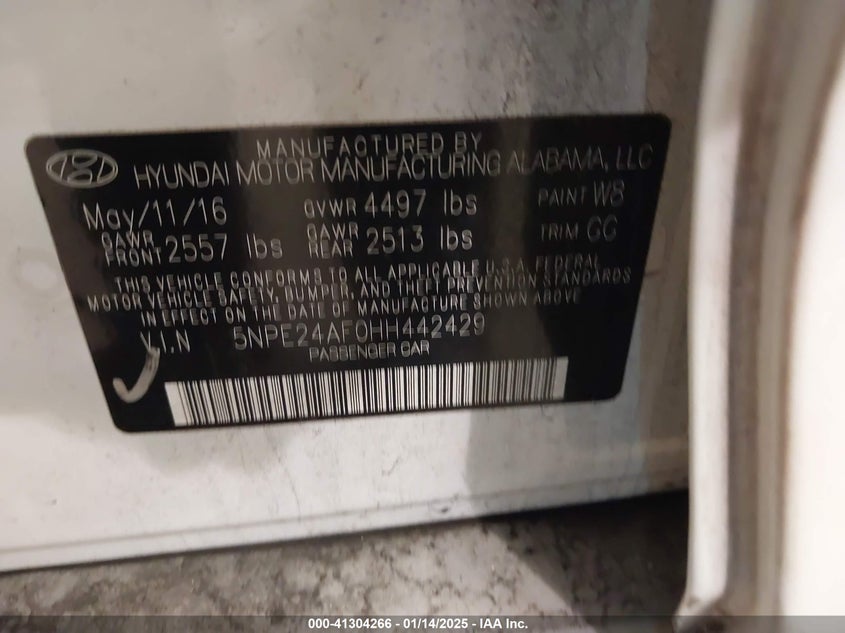 MANUFACTURED BY
HYUNDAI MOTOR MANUFACTURING ALABAMA, LLC
May/11/16 GVWR 4497 lbs PAINT W8
GAWR FRONT 2557 lbs GAWR REAR 2513 lbs TRIM GG
THIS VEHICLE CONFORMS TO ALL APPLICABLE U.S.A. FEDERAL
MOTOR VEHICLE SAFETY, BUMPER, AND THEFT PREVENTION STANDARDS
IN EFFECT ON THE DATE OF MANUFACTURE SHOWN ABOVE.
V.I.N 5NPE24AF0HH442429
PASSENGER CAR
000-41304266 - 01/14/2025 - IAA Inc.